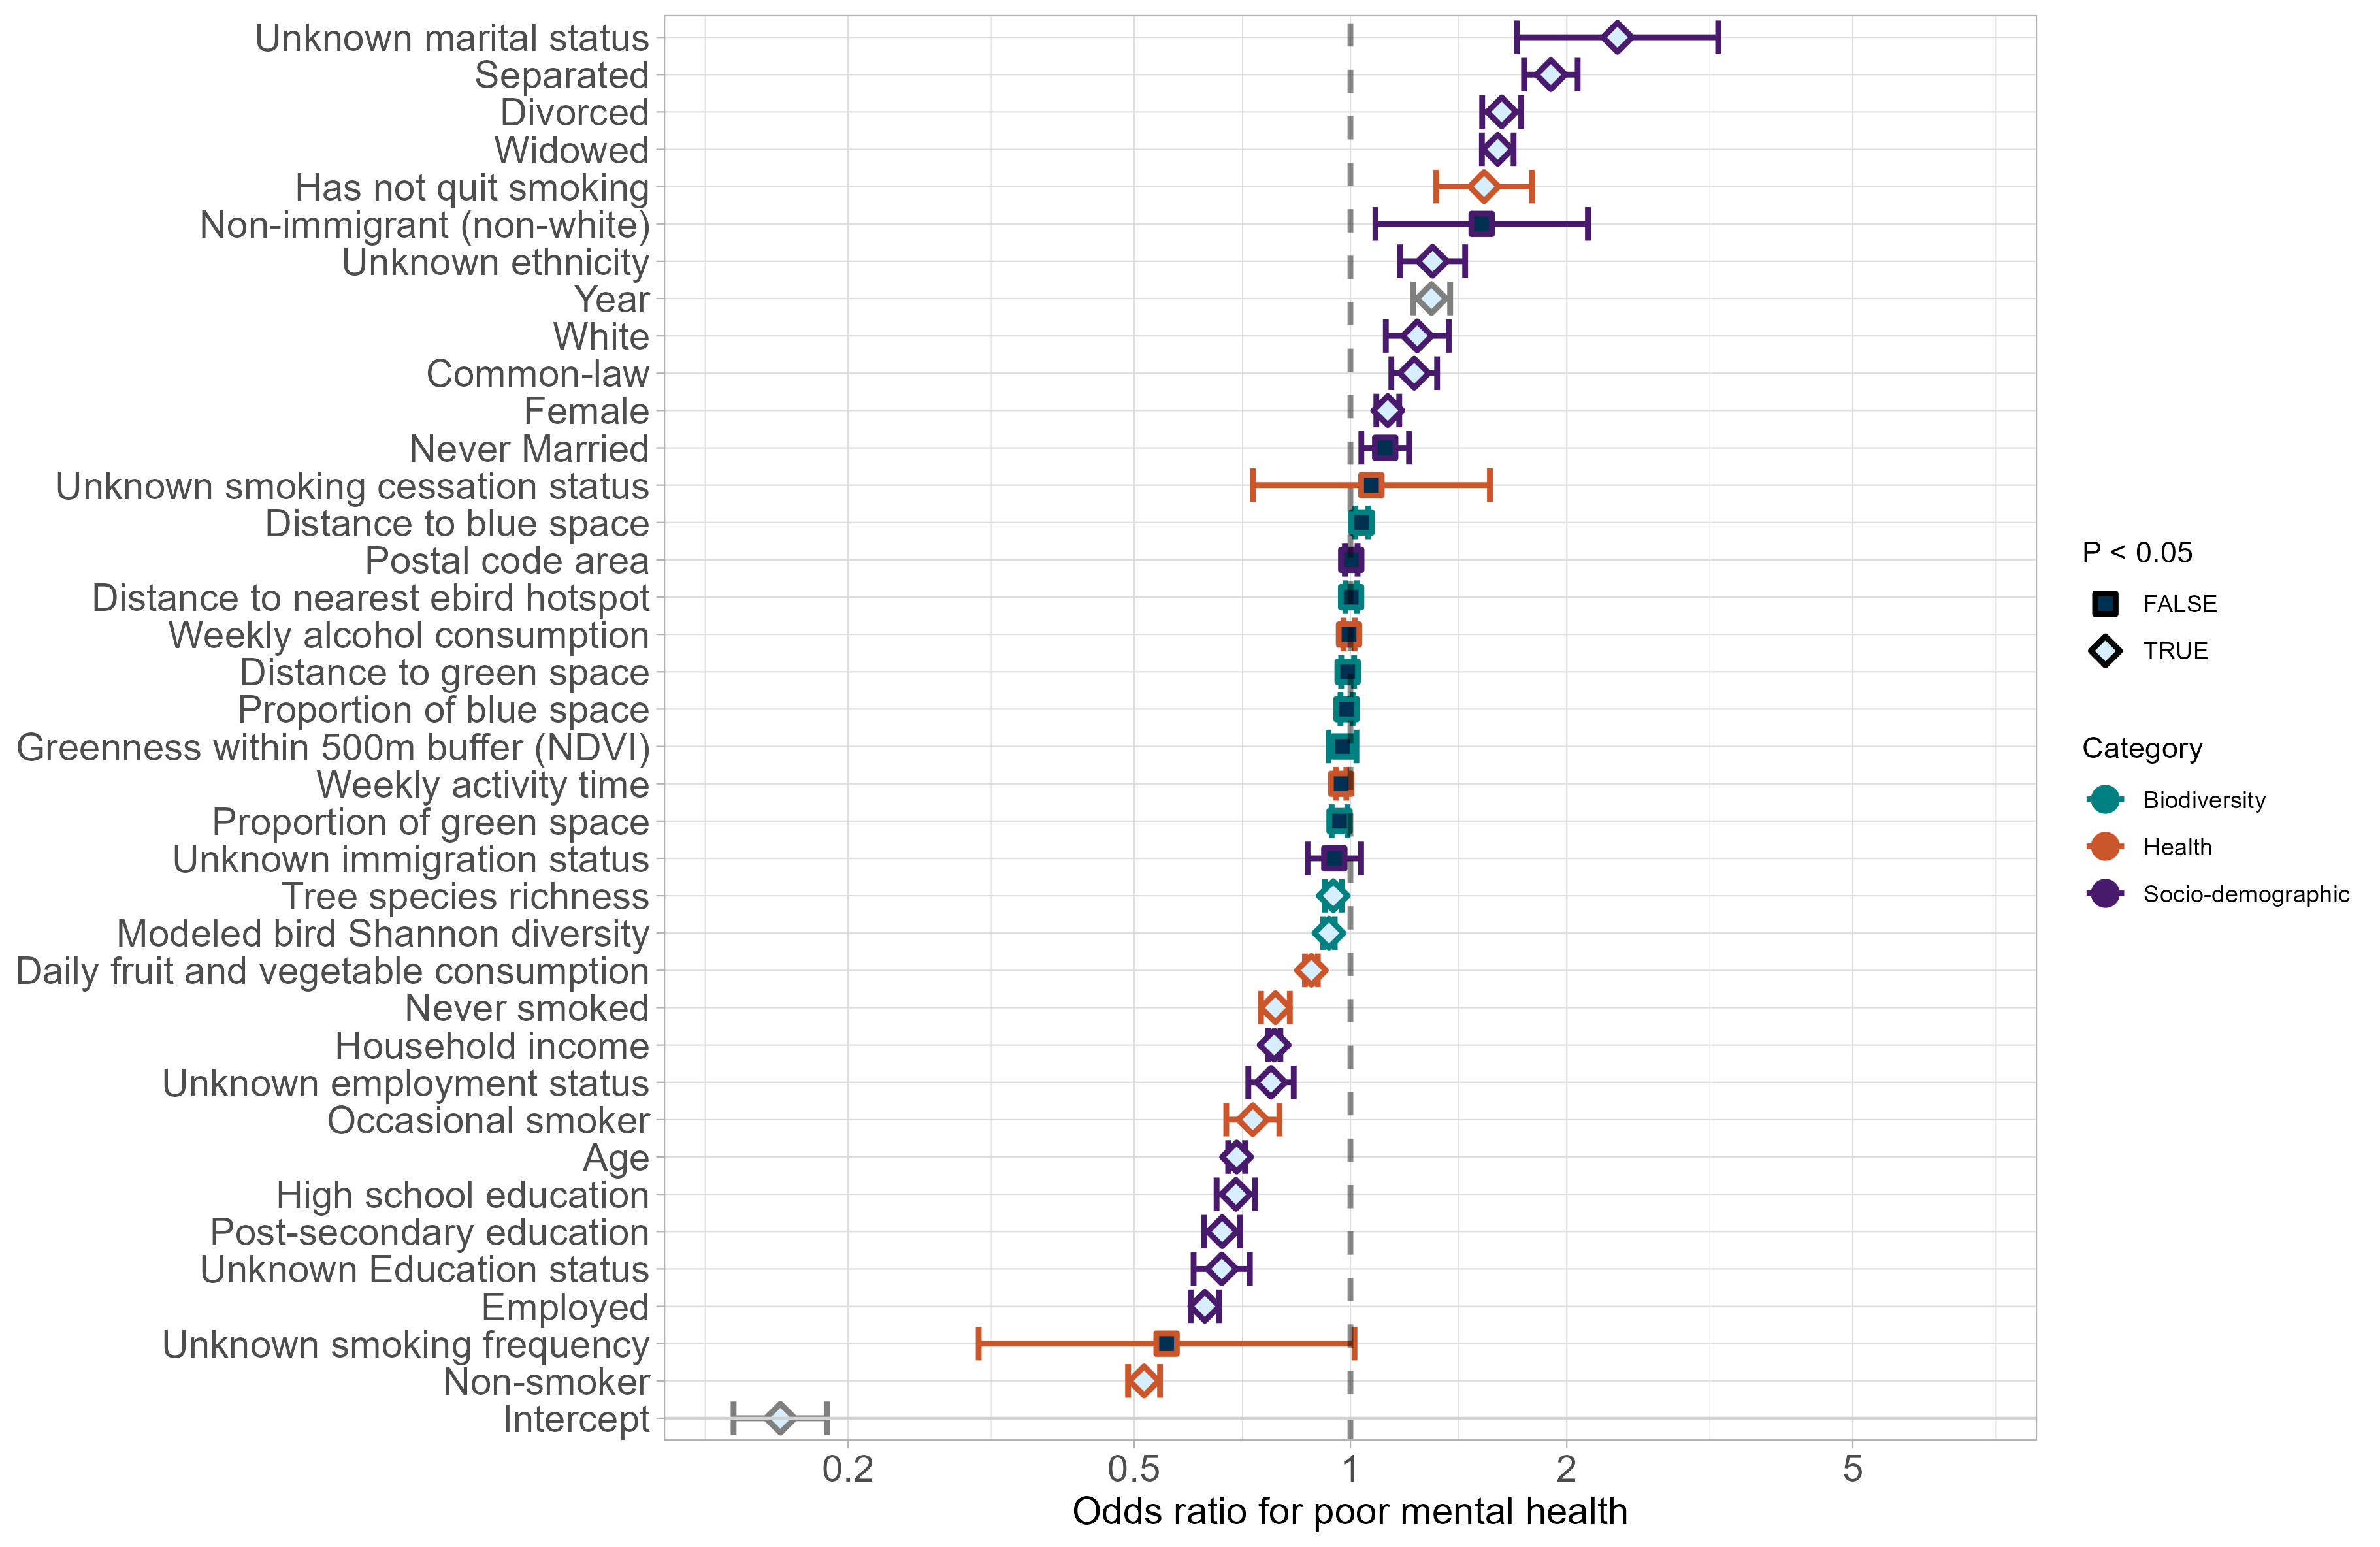 Unknown marital status
Separated
Divorced
Widowed
Has not quit smoking
Non-immigrant (non-white)
Unknown ethnicity
Year
White
Common-law
Female
Never Married
Unknown smoking cessation status
Distance to blue space
Postal code area
Distance to nearest ebird hotspot
Weekly alcohol consumption
Distance to green space
Proportion of blue space
Greenness within 500m buffer (NDVI)
Weekly activity time
Proportion of green space
Unknown immigration status
Tree species richness
Modeled bird Shannon diversity
Daily fruit and vegetable consumption
Never smoked
Household income
Unknown employment status
Occasional smoker
Age
High school education
Post-secondary education
Unknown Education status
Employed
Unknown smoking frequency
Non-smoker
Intercept
0.2 0.5 1 2 5
Odds ratio for poor mental health
P < 0.05
FALSE
TRUE
Category
Biodiversity
Health
Socio-demographic